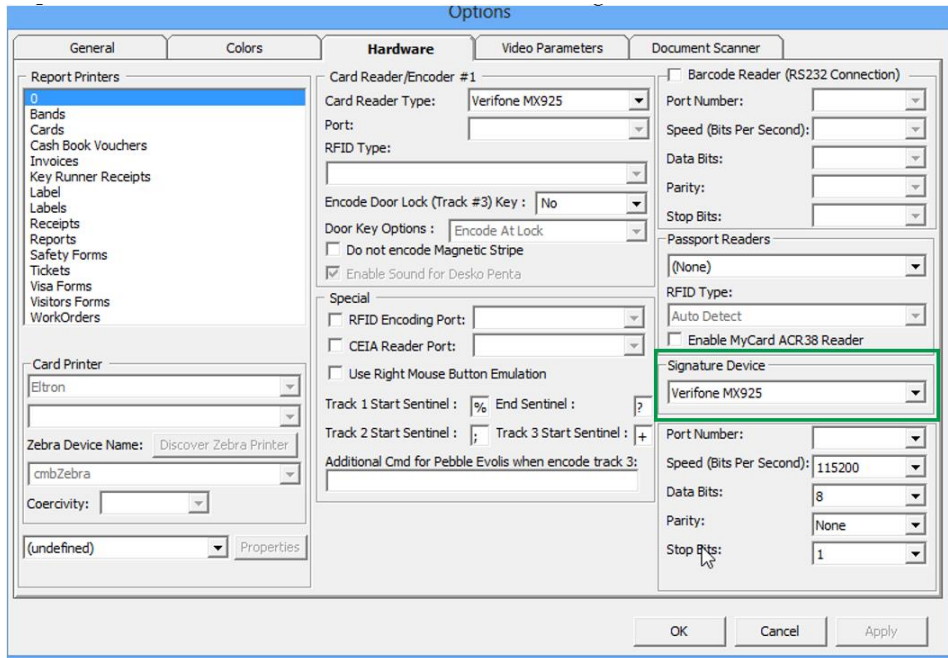 Options
General
Colors
Hardware
Video Parameters
Document Scanner
Report Printers
0
Bands
Cards
Cash Book Vouchers
Invoices
Key Runner Receipts
Label
Labels
Receipts
Reports
Safety Forms
Tickets
Visa Forms
Visitors Forms
WorkOrders
Card Printer
Eltron
Zebra Device Name: Discover Zebra Printer
cmbZebra
Coercivity:
(undefined) Properties
Card Reader/Encoder #1
Card Reader Type: Verifone MX925
Port:
RFID Type:
Encode Door Lock (Track #3) Key : No
Door Key Options : Encode At Lock
Do not encode Magnetic Stripe
Enable Sound for Desko Penta
Special
RFID Encoding Port:
CEIA Reader Port:
Use Right Mouse Button Emulation
Track 1 Start Sentinel : % End Sentinel : ?
Track 2 Start Sentinel : ; Track 3 Start Sentinel : +
Additional Cmd for Pebble Evolis when encode track 3:
Barcode Reader (RS232 Connection)
Port Number:
Speed (Bits Per Second):
Data Bits:
Parity:
Stop Bits:
Passport Readers
(None)
RFID Type:
Auto Detect
Enable MyCard ACR38 Reader
Signature Device
Verifone MX925
Port Number:
Speed (Bits Per Second): 115200
Data Bits: 8
Parity: None
Stop Bits: 1
OK Cancel Apply